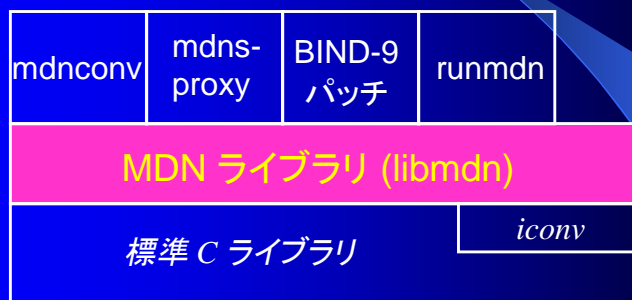 mdnconv
mdns-
proxy
BIND-9
パッチ
runmdn
MDN ライブラリ (libmdn)
標準 C ライブラリ
iconv